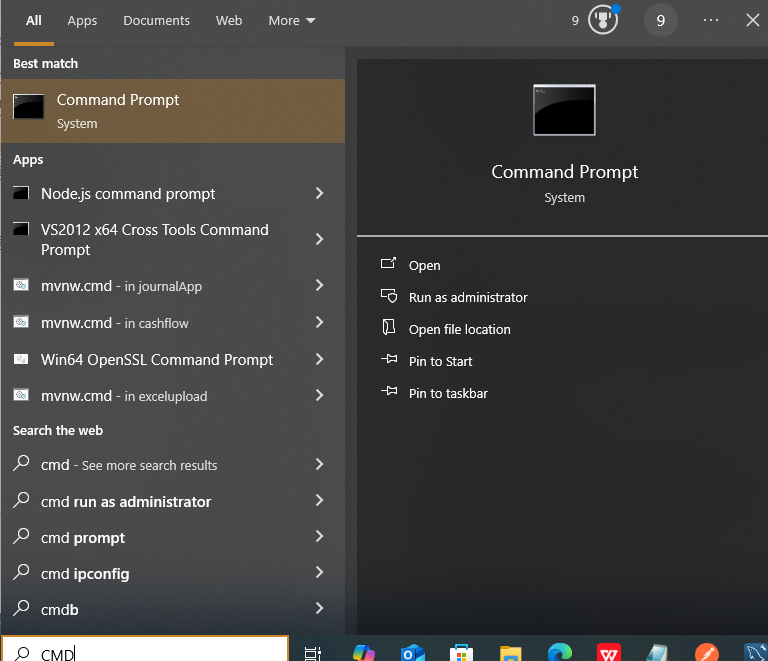 All Apps Documents Web More 9 9 ...
Best match
Command Prompt
System
Apps
Node.js command prompt
VS2012 x64 Cross Tools Command
Prompt
mvnw.cmd - in journalApp
mvnw.cmd - in cashflow
Win64 OpenSSL Command Prompt
mvnw.cmd - in excelupload
Search the web
cmd - See more search results
cmd run as administrator
cmd prompt
cmd ipconfig
cmdb
CMD
Command Prompt
System
Open
Run as administrator
Open file location
Pin to Start
Pin to taskbar